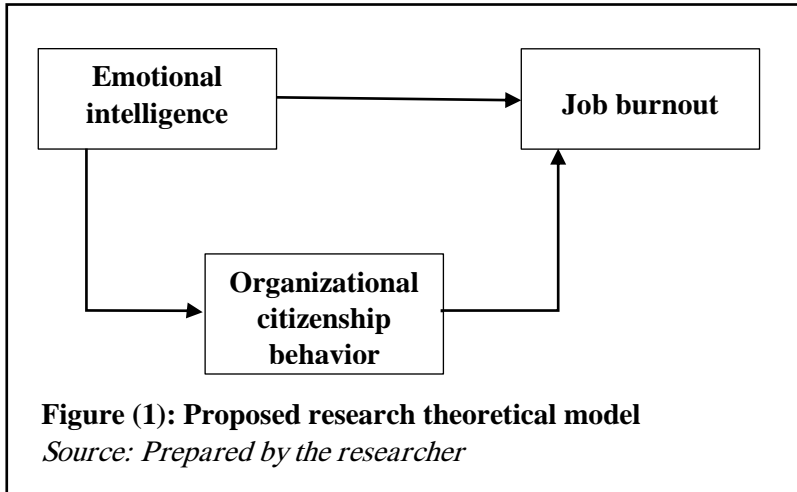 Emotional
intelligence
Job burnout
Organizational
citizenship
behavior
Figure (1): Proposed research theoretical model
Source: Prepared by the researcher